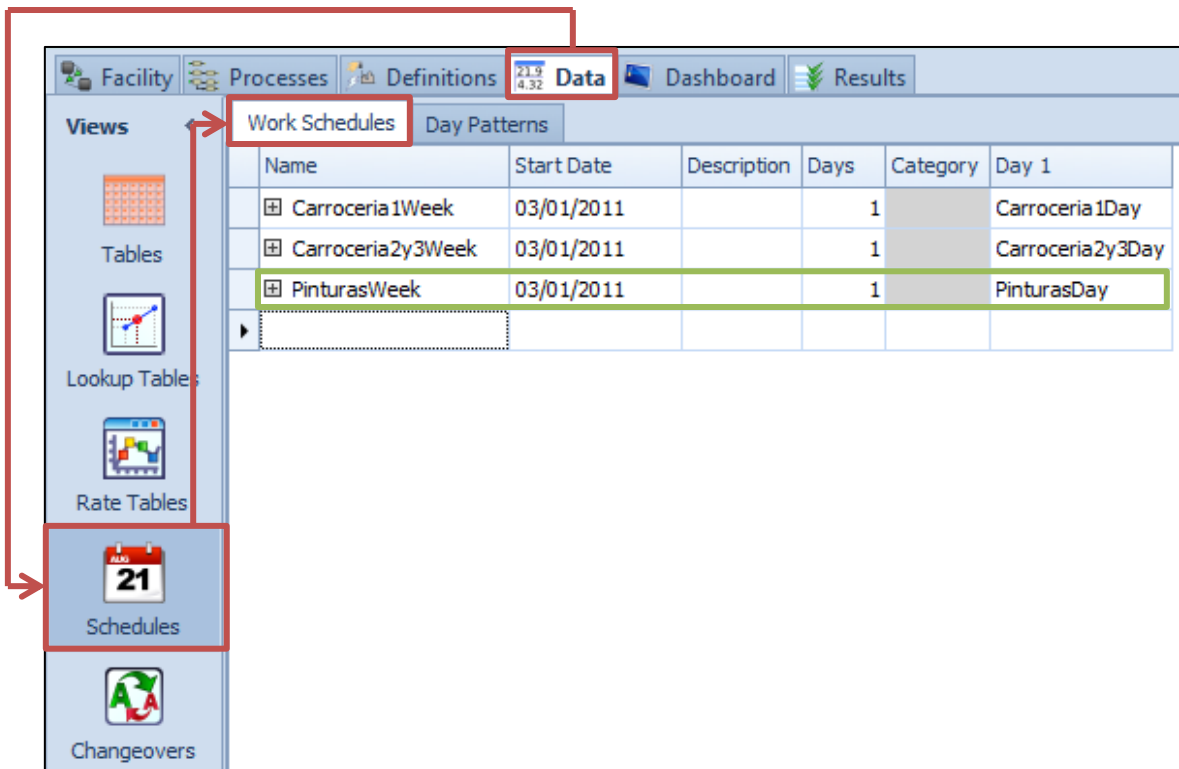 Facility Processes Definitions 21.9 4.32 Data Dashboard Results
Views Work Schedules Day Patterns
Name Start Date Description Days Category Day 1
Carroceria1Week 03/01/2011 1 Carroceria1Day
Carroceria2y3Week 03/01/2011 1 Carroceria2y3Day
PinturasWeek 03/01/2011 1 PinturasDay
Tables
Lookup Tables
Rate Tables
AUG
21
Schedules
A A
Changeovers